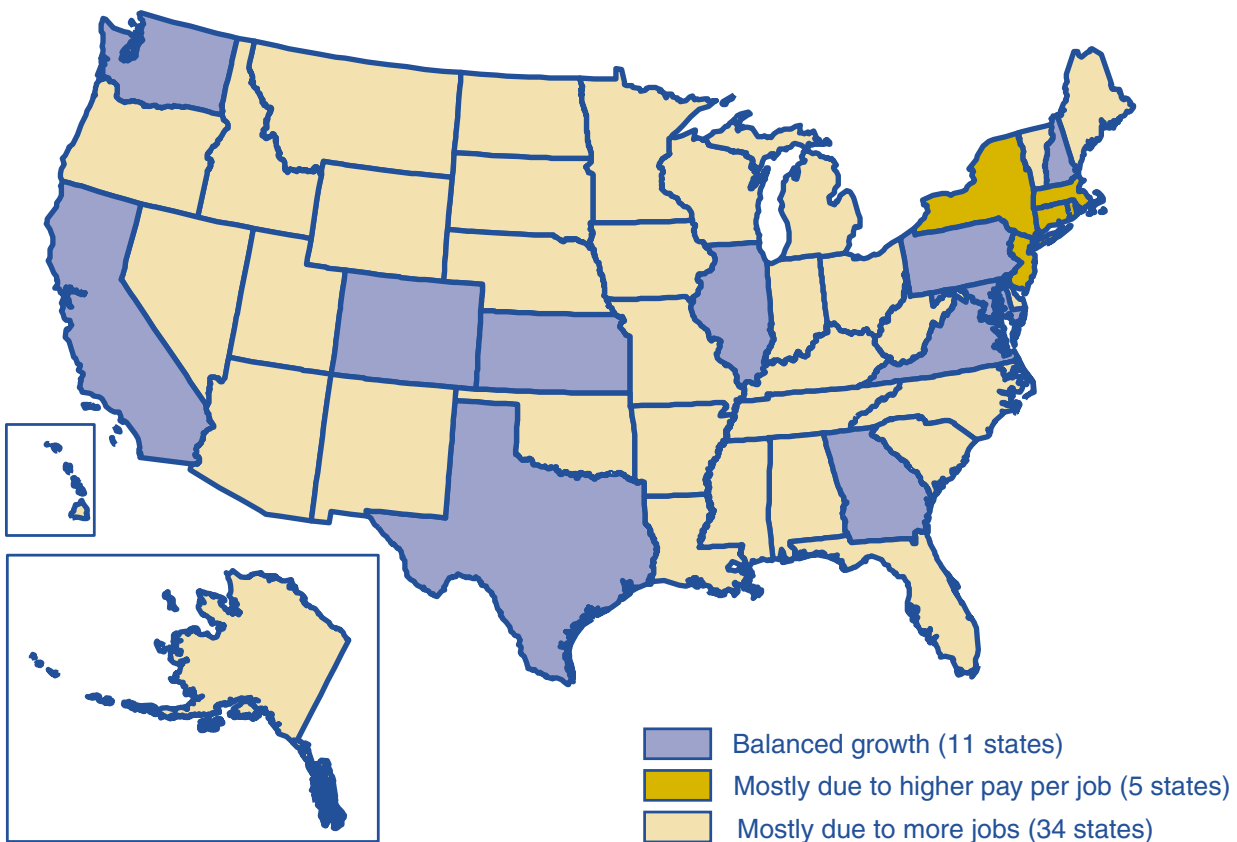 Balanced growth (11 states)
Mostly due to higher pay per job (5 states)
Mostly due to more jobs (34 states)